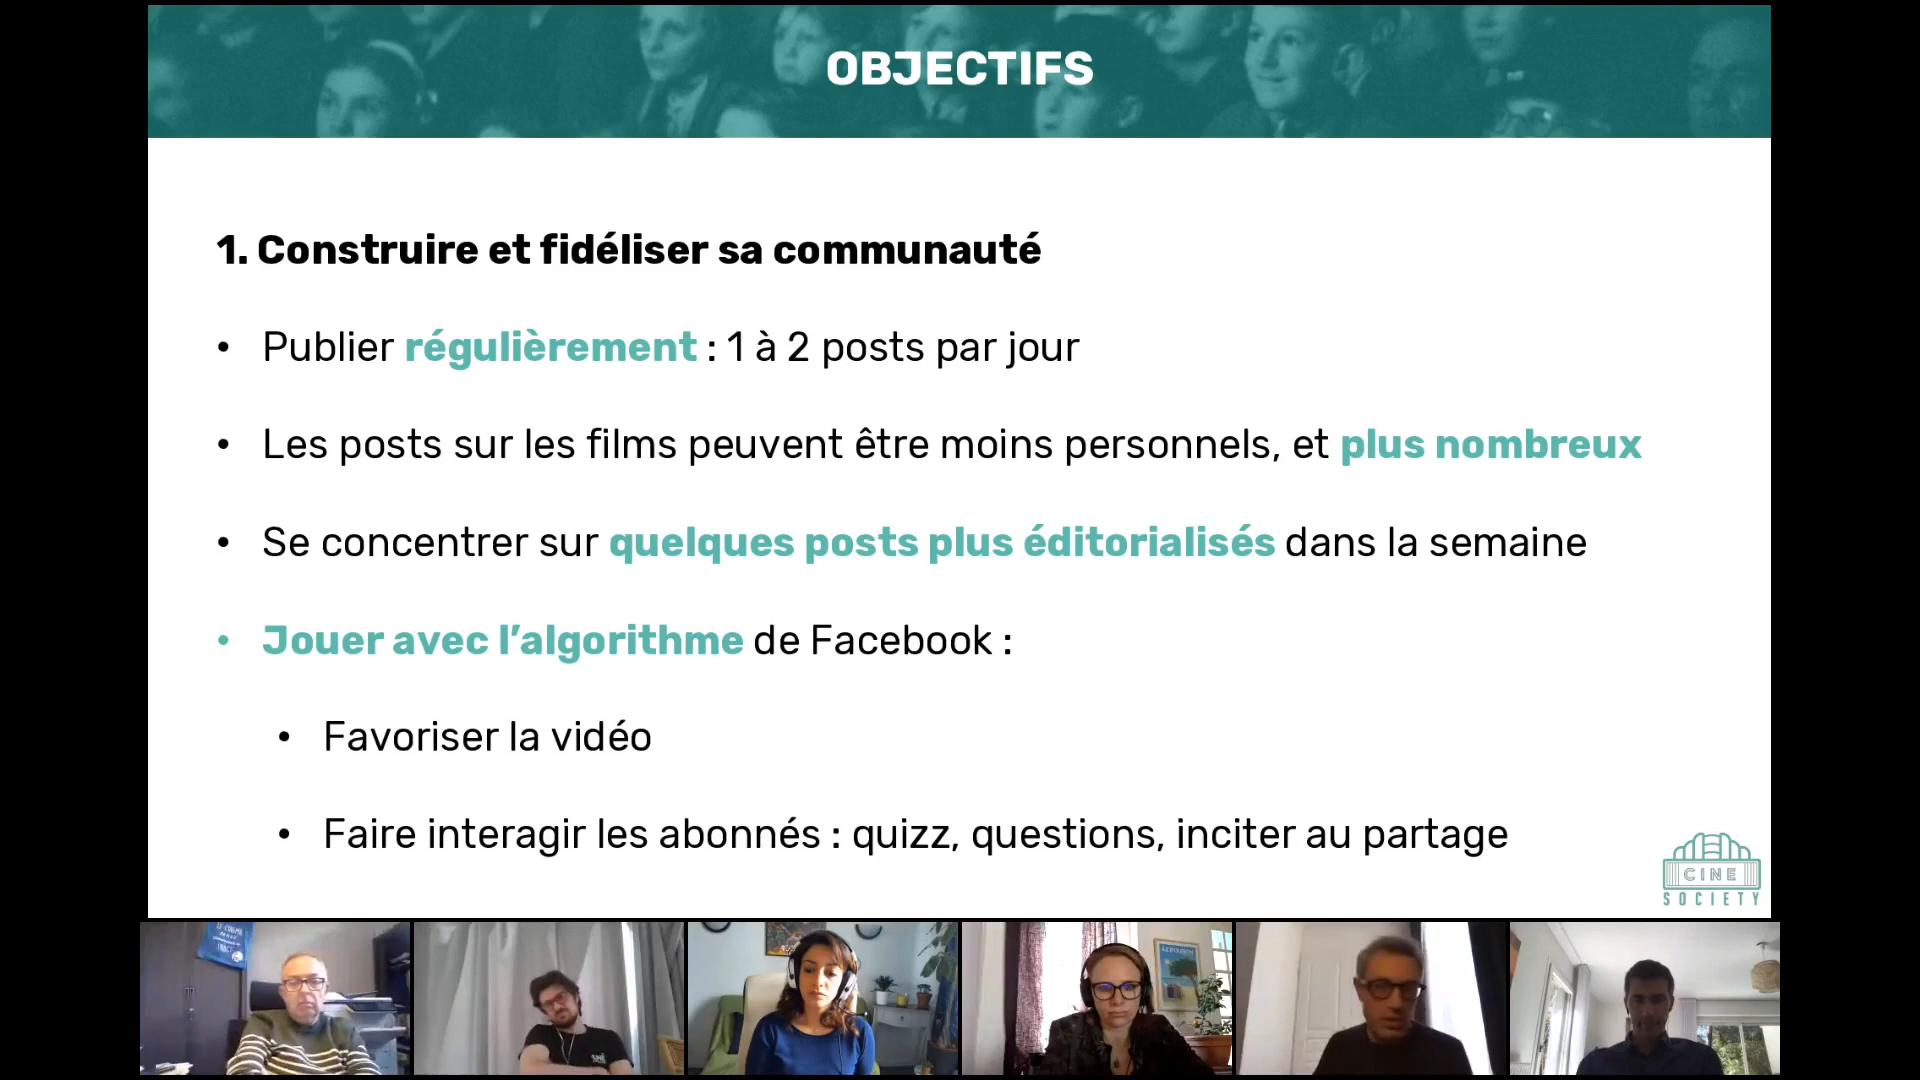 OBJECTIFS
1. Construire et fidéliser sa communauté
• Publier régulièrement : 1 à 2 posts par jour
• Les posts sur les films peuvent être moins personnels, et plus nombreux
• Se concentrer sur quelques posts plus éditorialisés dans la semaine
• Jouer avec l’algorithme de Facebook :
• Favoriser la vidéo
• Faire interagir les abonnés : quizz, questions, inciter au partage
CINE
SOCIETY
LE CINÉMA